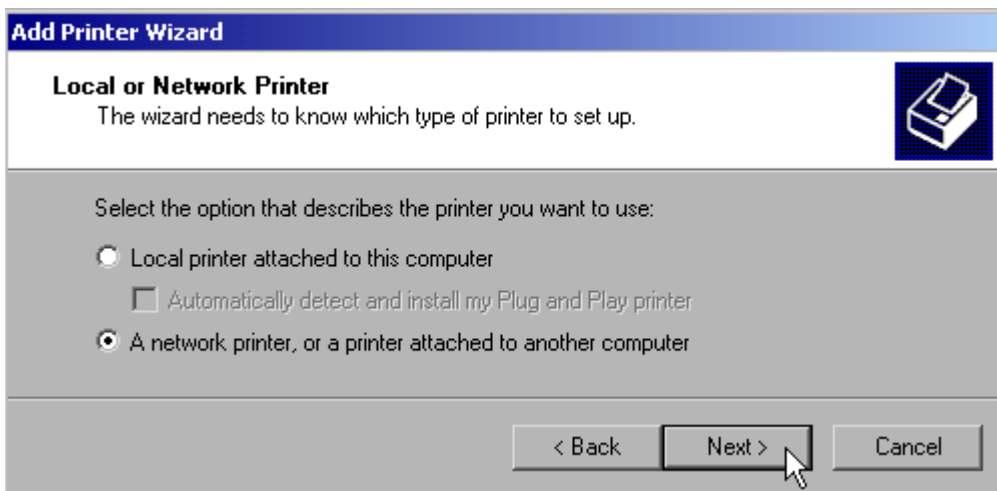 Add Printer Wizard
Local or Network Printer
The wizard needs to know which type of printer to set up.
Select the option that describes the printer you want to use:
Local printer attached to this computer
Automatically detect and install my Plug and Play printer
A network printer, or a printer attached to another computer
< Back Next > Cancel